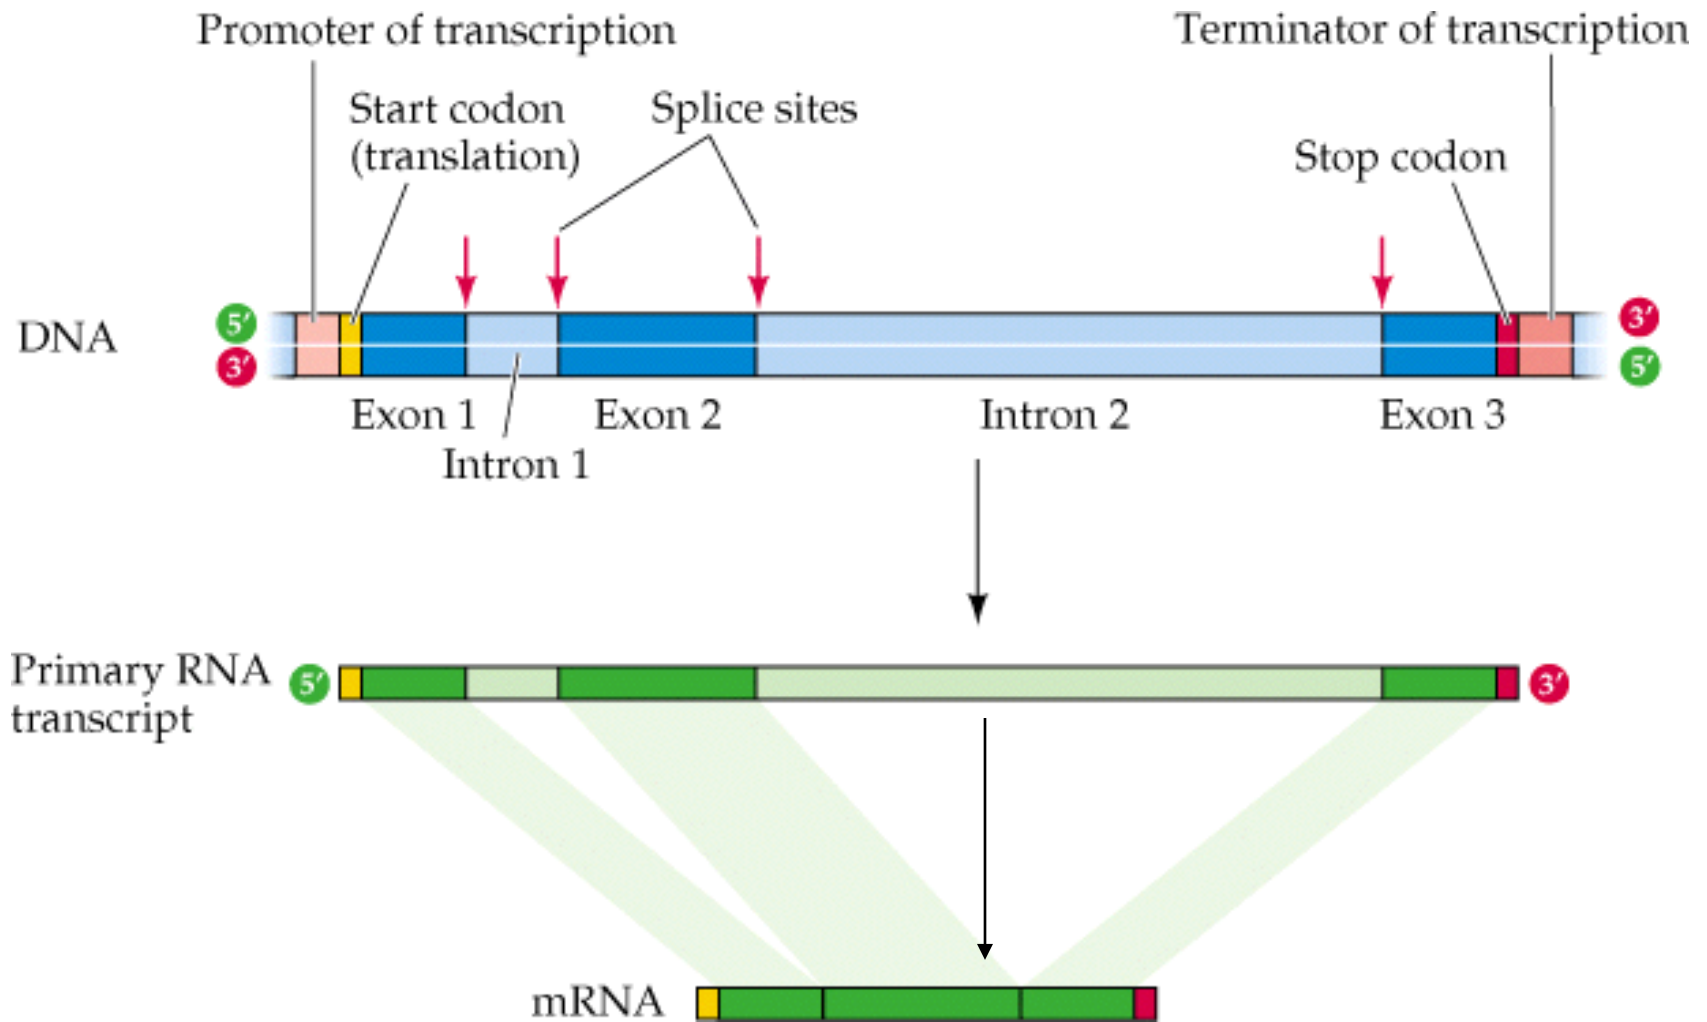 Promoter of transcription
Terminator of transcription
Start codon
(translation)
Splice sites
Stop codon
5′
3′
DNA
3′
5′
Exon 1
Exon 2
Intron 2
Exon 3
Intron 1
Primary RNA
transcript
5′
3′
mRNA